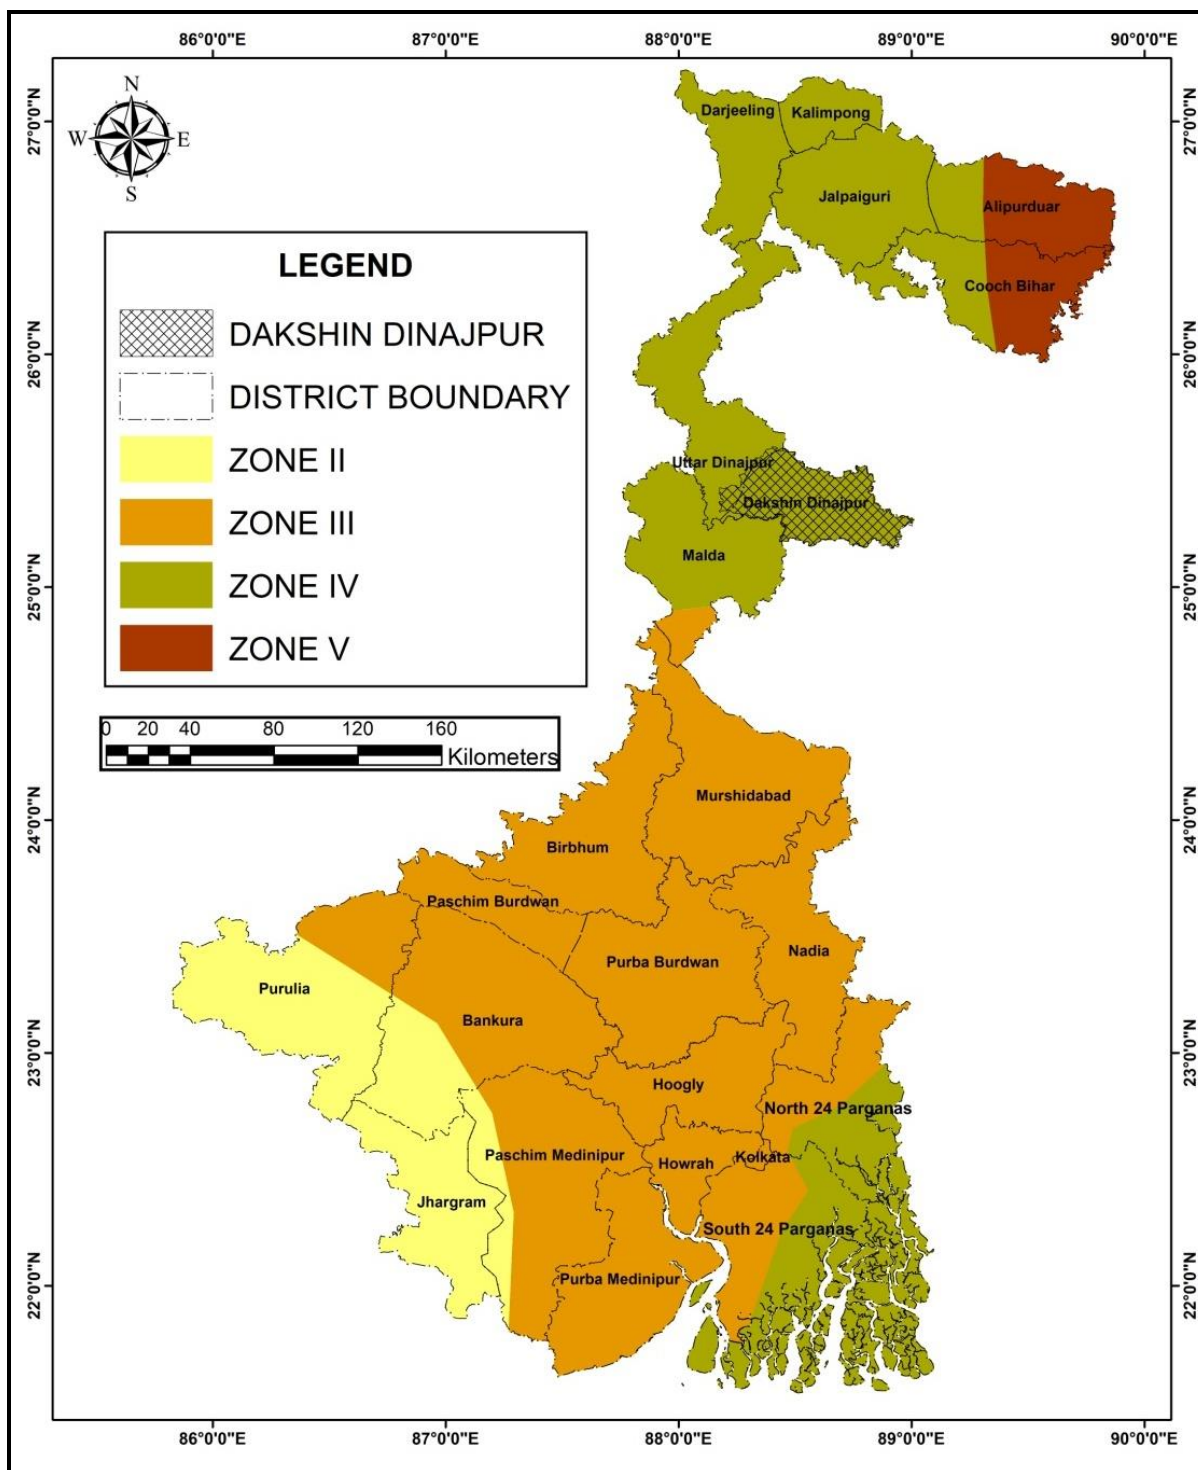 86°0'0"E 87°0'0"E 88°0'0"E 89°0'0"E 90°0'0"E
27°0'0"N
26°0'0"N
25°0'0"N
24°0'0"N
23°0'0"N
22°0'0"N
N
W E
S
LEGEND
DAKSHIN DINAJPUR
DISTRICT BOUNDARY
ZONE II
ZONE III
ZONE IV
ZONE V
0 20 40 80 120 160
Kilometers
Darjeeling
Kalimpong
Jalpaiguri
Alipurduar
Cooch Bihar
Uttar Dinajpur
Dakshin Dinajpur
Malda
Murshidabad
Birbhum
Paschim Burdwan
Nadia
Purba Burdwan
Purulia
Bankura
Hoogly
North 24 Parganas
Paschim Medinipur
Howrah
Kolkata
Jhargram
South 24 Parganas
Purba Medinipur
27°0'0"N
26°0'0"N
25°0'0"N
24°0'0"N
23°0'0"N
22°0'0"N
86°0'0"E 87°0'0"E 88°0'0"E 89°0'0"E 90°0'0"E